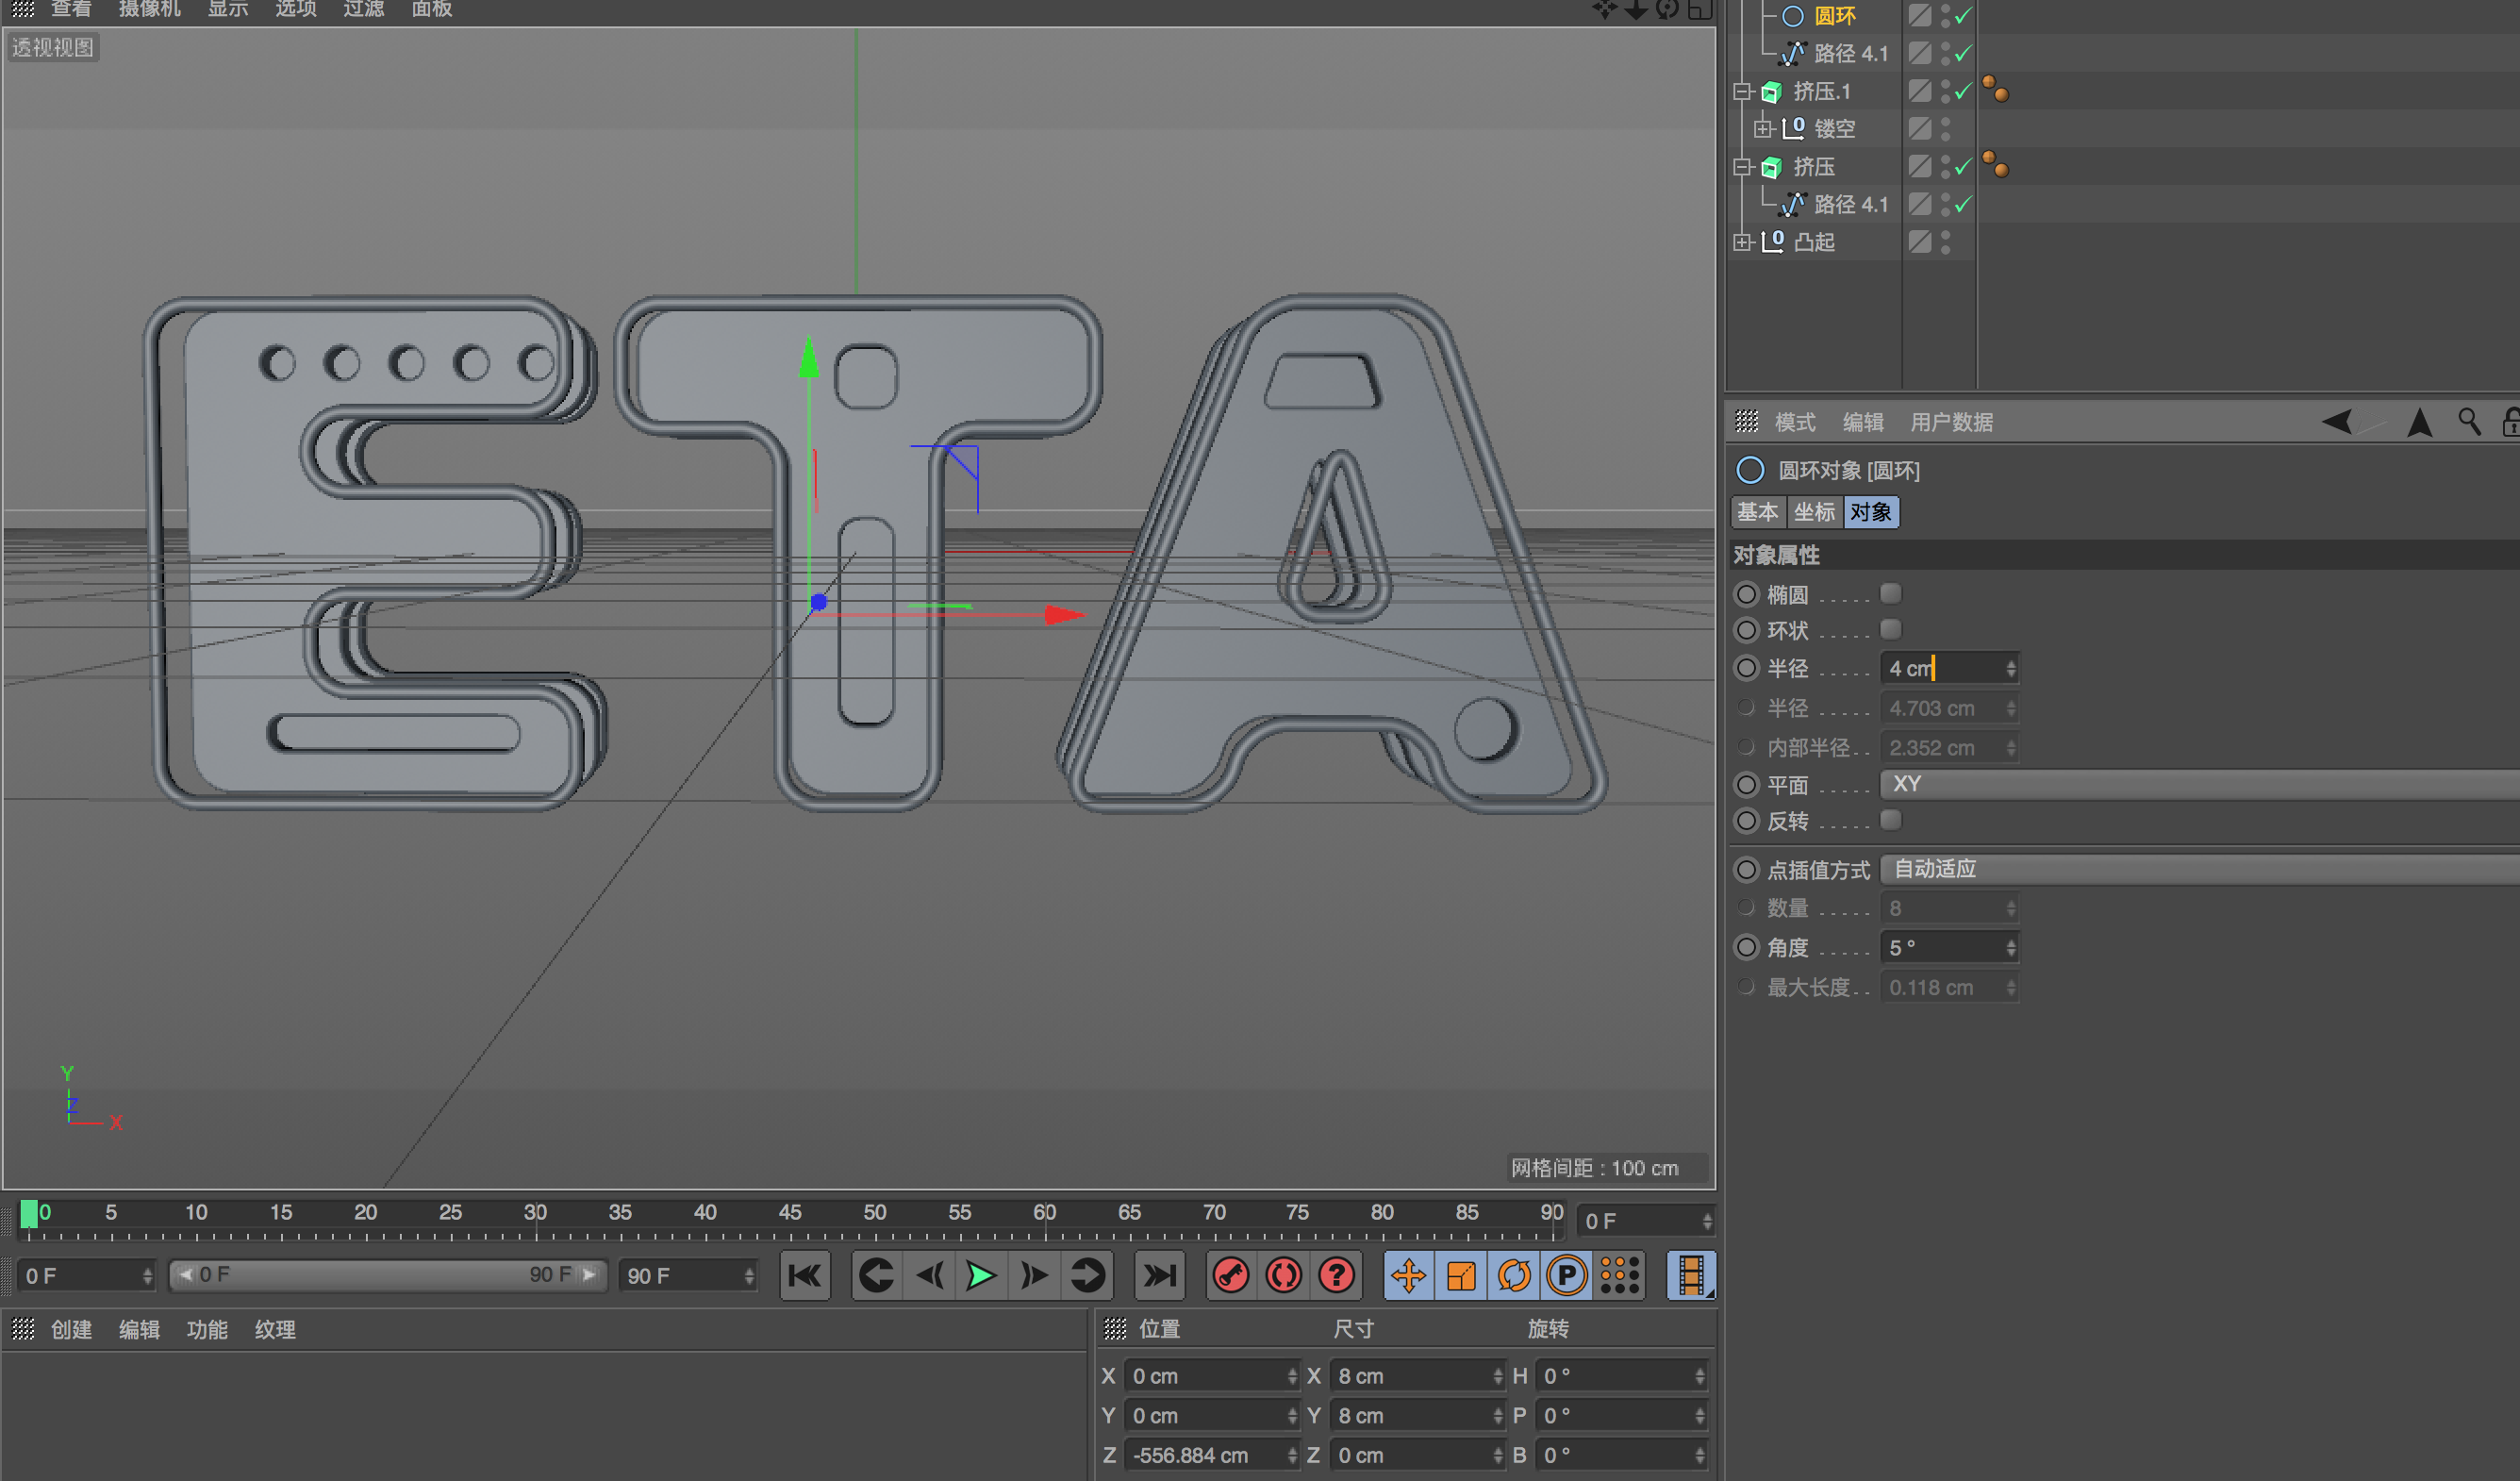 查看 摄像机 显示 选项 过滤 面板
透视视图
ETA
网格间距 : 100 cm
Y
Z
X
圆环
路径 4.1
挤压.1
0 镂空
挤压
路径 4.1
0 凸起
模式 编辑 用户数据
圆环对象 [圆环]
基本 坐标 对象
对象属性
椭圆
环状
半径 4 cm
半径 4.703 cm
内部半径 2.352 cm
平面 XY
反转
点插值方式 自动适应
数量 8
角度 5 °
最大长度 0.118 cm
0 5 10 15 20 25 30 35 40 45 50 55 60 65 70 75 80 85 90 0 F
0 F 0 F 90 F 90 F ? P
创建 编辑 功能 纹理
位置 尺寸 旋转
X 0 cm X 8 cm H 0 °
Y 0 cm Y 8 cm P 0 °
Z -556.884 cm Z 0 cm B 0 °